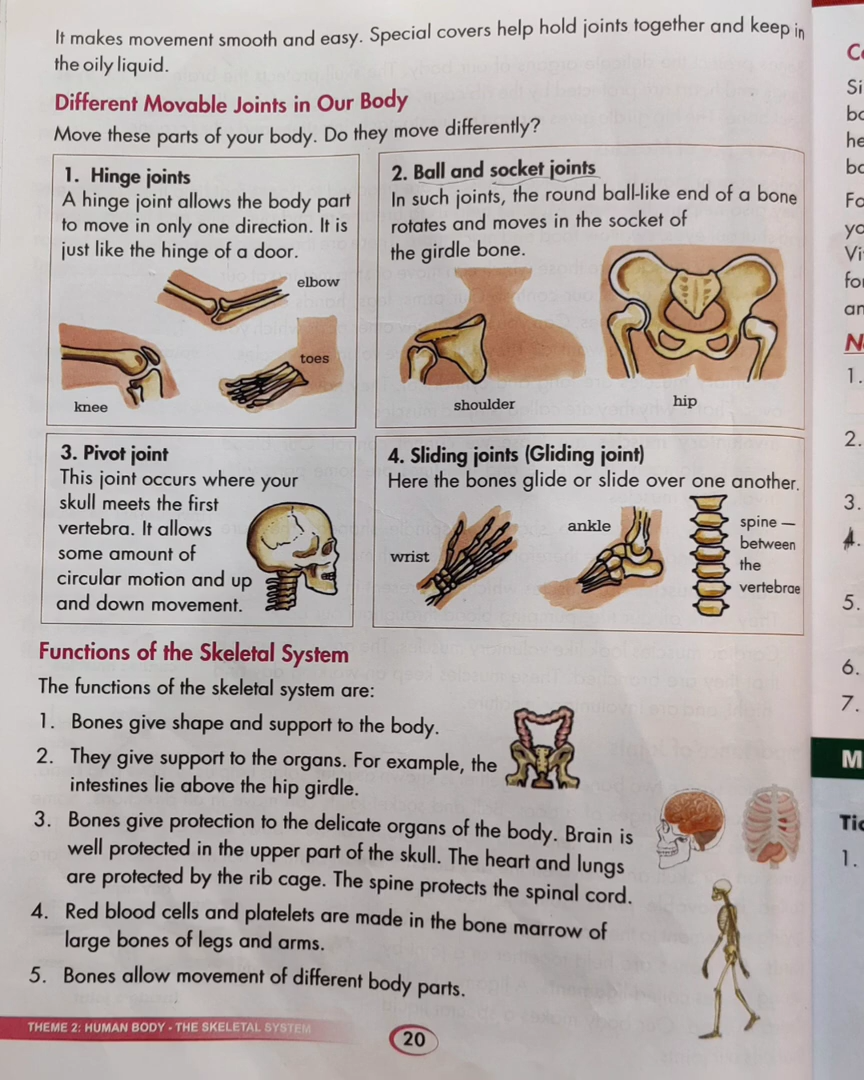 It makes movement smooth and easy. Special covers help hold joints together and keep in
the oily liquid.
Different Movable Joints in Our Body
Move these parts of your body. Do they move differently?
1. Hinge joints
A hinge joint allows the body part
to move in only one direction. It is
just like the hinge of a door.
elbow
toes
knee
2. Ball and socket joints
In such joints, the round ball-like end of a bone
rotates and moves in the socket of
the girdle bone.
shoulder
hip
3. Pivot joint
This joint occurs where your
skull meets the first
vertebra. It allows
some amount of
circular motion and up
and down movement.
4. Sliding joints (Gliding joint)
Here the bones glide or slide over one another.
wrist
ankle
spine —
between
the
vertebrae
Functions of the Skeletal System
The functions of the skeletal system are:
1. Bones give shape and support to the body.
2. They give support to the organs. For example, the
intestines lie above the hip girdle.
3. Bones give protection to the delicate organs of the body. Brain is
well protected in the upper part of the skull. The heart and lungs
are protected by the rib cage. The spine protects the spinal cord.
4. Red blood cells and platelets are made in the bone marrow of
large bones of legs and arms.
5. Bones allow movement of different body parts.
THEME 2: HUMAN BODY - THE SKELETAL SYSTEM
20
1.
2.
3.
4.
5.
6.
7.
1.